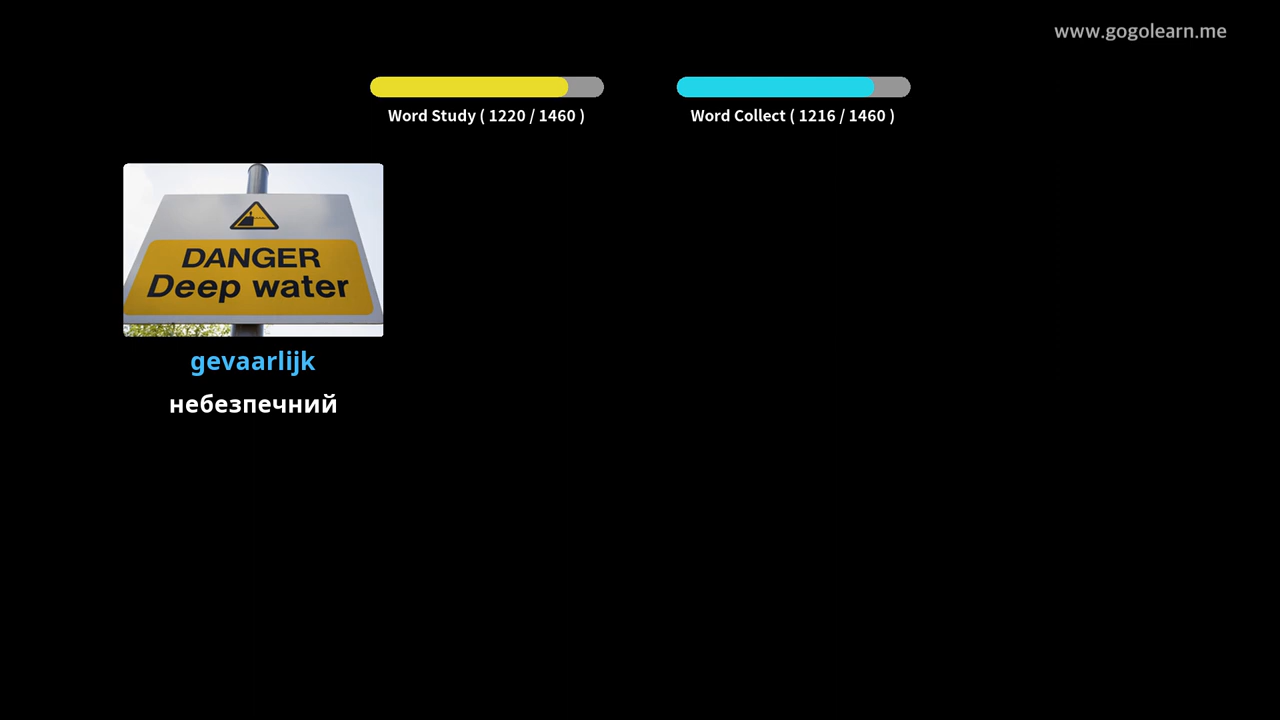 www.gogolearn.me
Word Study ( 1220 / 1460 )
Word Collect ( 1216 / 1460 )
DANGER
Deep water
gevaarlijk
небезпечний